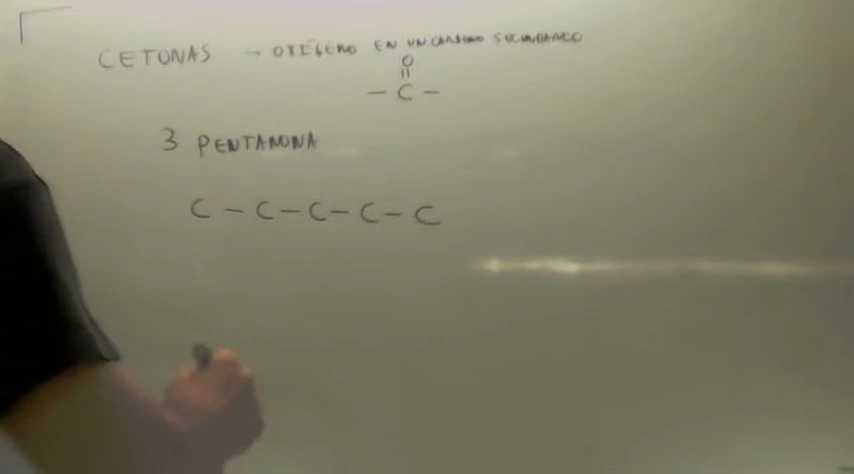 CETONAS → OXÍGENO EN UN CARBONO SECUNDARIO
O
||
– C –
3 PENTANONA
C – C – C – C – C